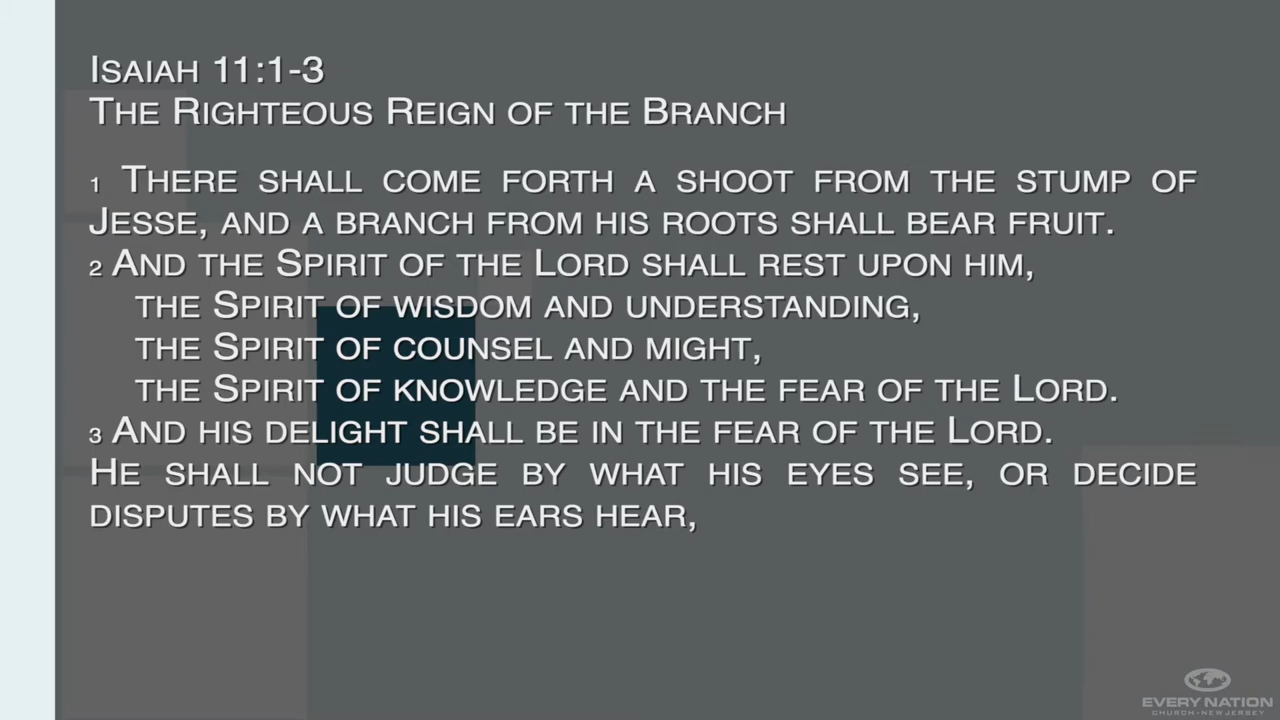 Isaiah 11:1-3
The Righteous Reign of the Branch
1 There shall come forth a shoot from the stump of
Jesse, and a branch from his roots shall bear fruit.
2 And the Spirit of the Lord shall rest upon him,
the Spirit of wisdom and understanding,
the Spirit of counsel and might,
the Spirit of knowledge and the fear of the Lord.
3 And his delight shall be in the fear of the Lord.
He shall not judge by what his eyes see, or decide
disputes by what his ears hear,
EVERY NATION
CHURCH • NEW JERSEY